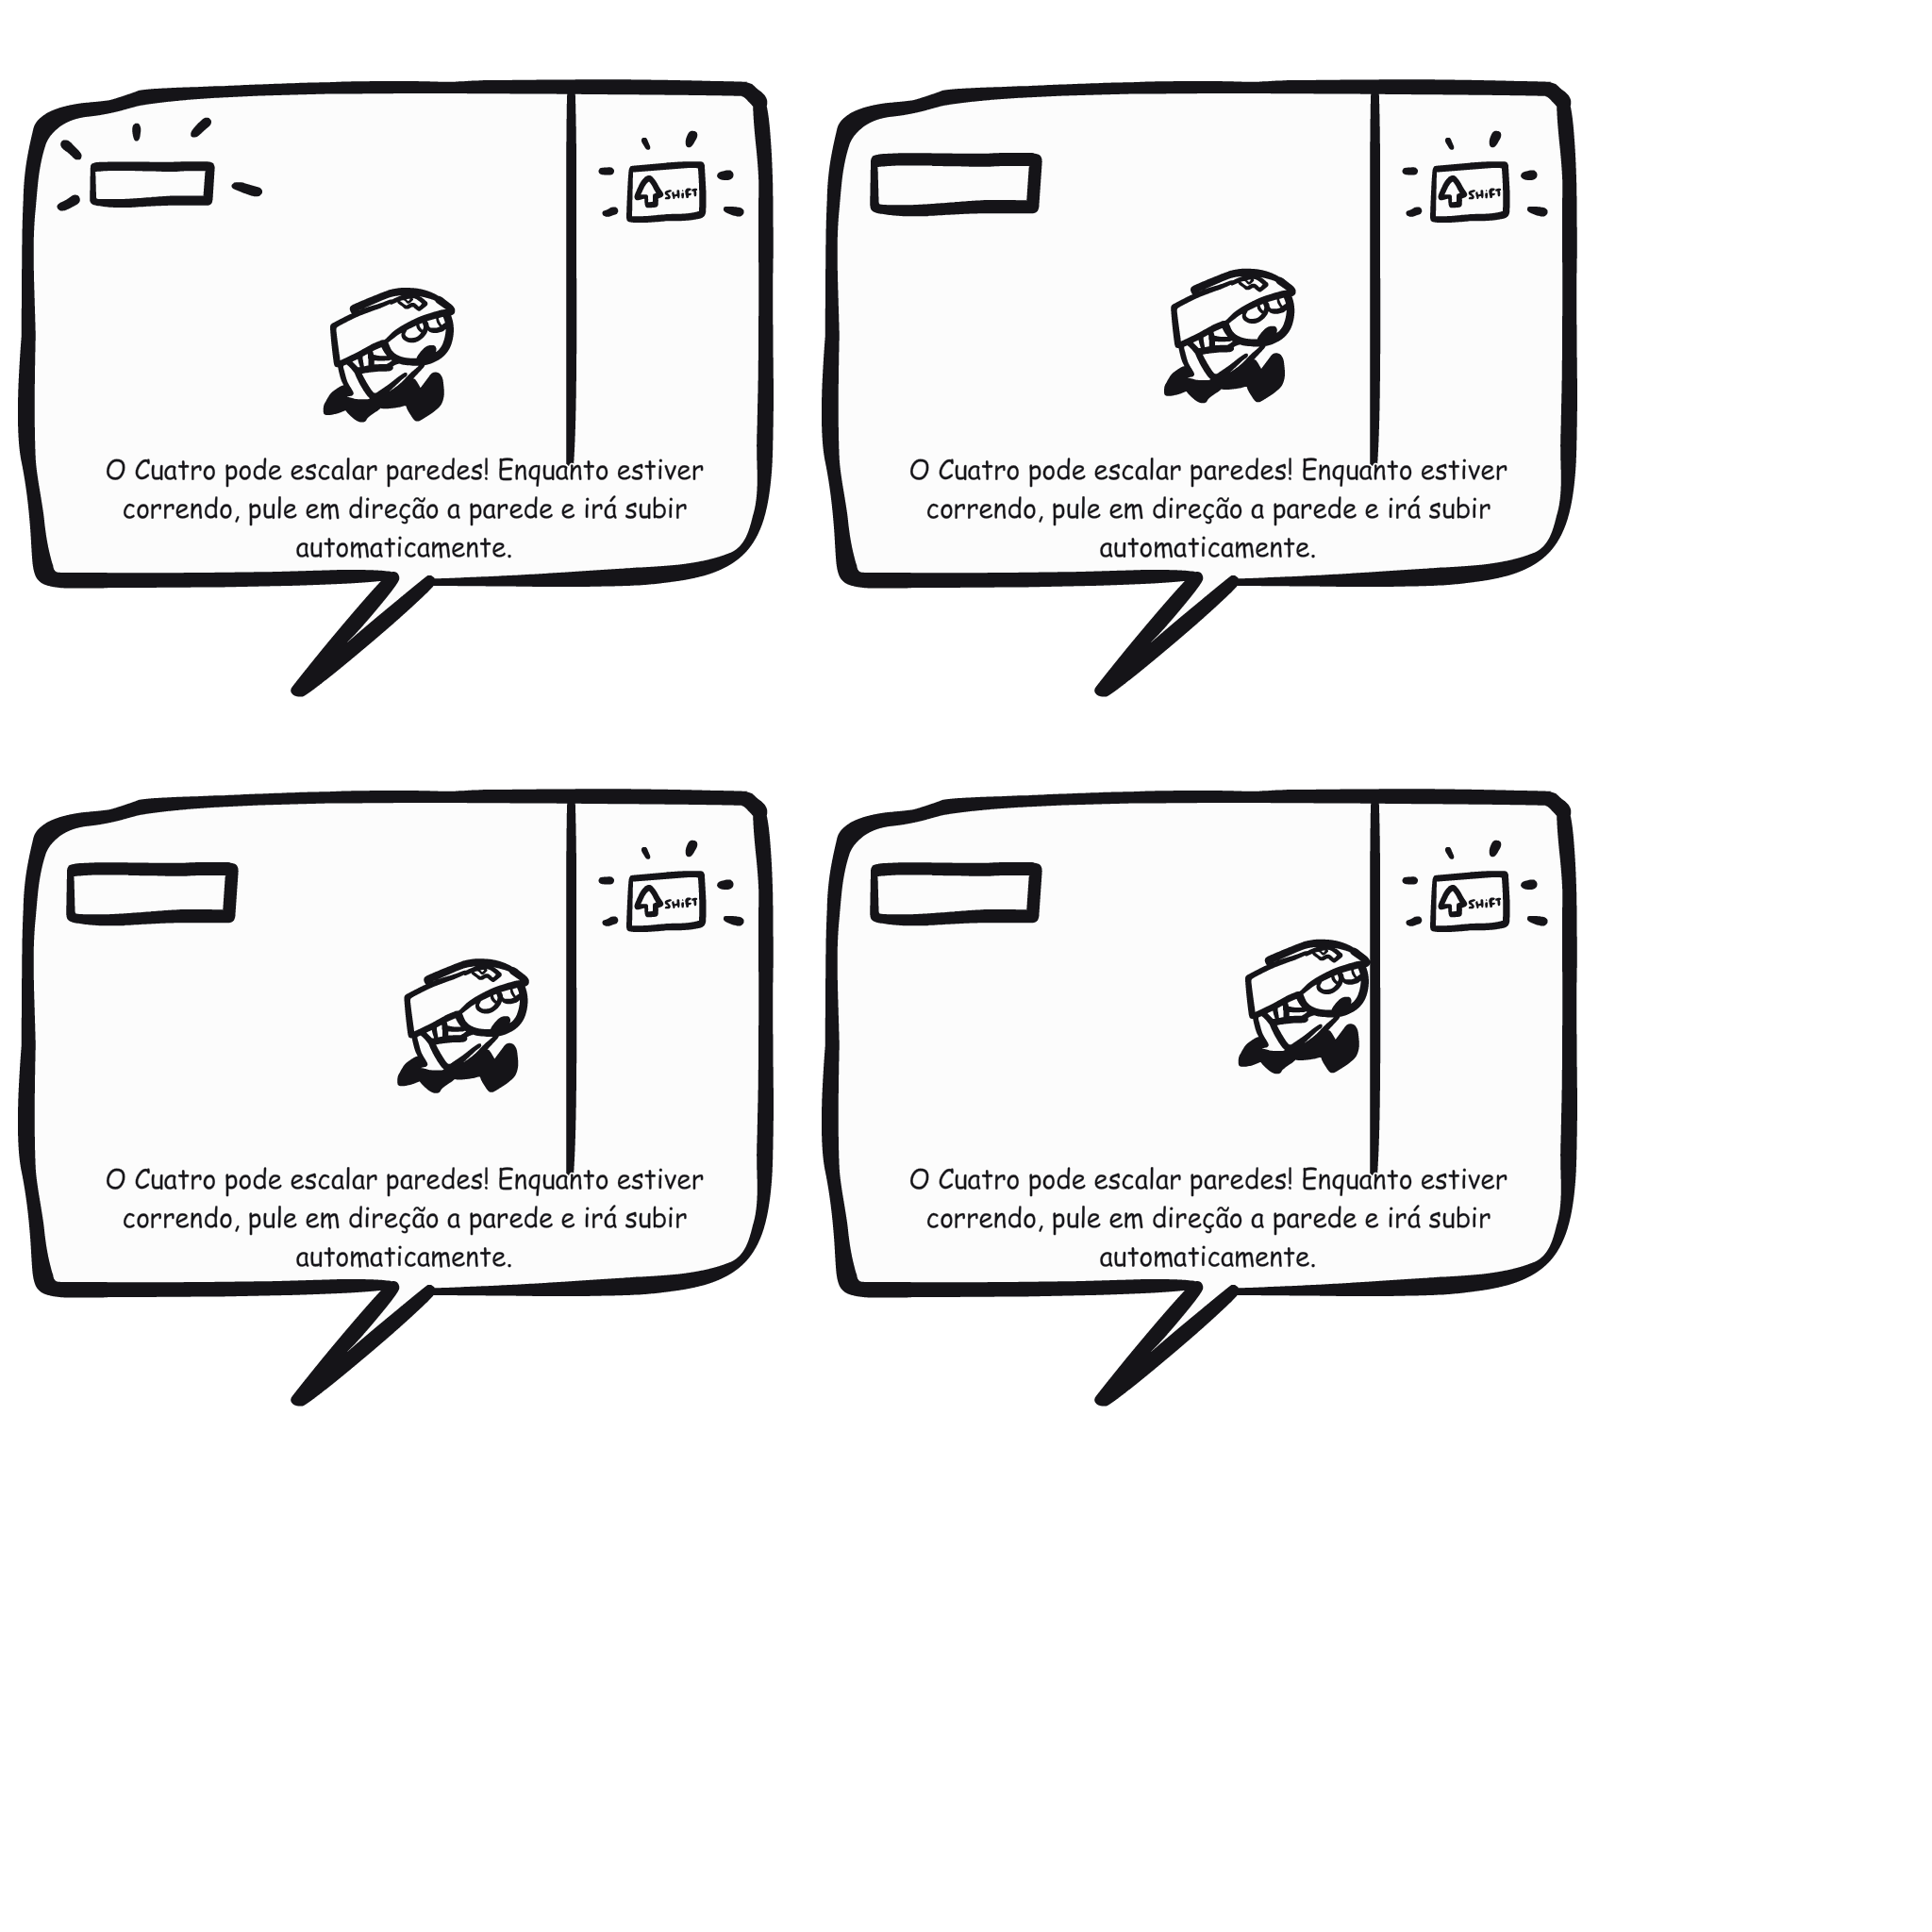 SHIFT
O Cuatro pode escalar paredes! Enquanto estiver
correndo, pule em direção a parede e irá subir
automaticamente.
SHIFT
O Cuatro pode escalar paredes! Enquanto estiver
correndo, pule em direção a parede e irá subir
automaticamente.
SHIFT
O Cuatro pode escalar paredes! Enquanto estiver
correndo, pule em direção a parede e irá subir
automaticamente.
SHIFT
O Cuatro pode escalar paredes! Enquanto estiver
correndo, pule em direção a parede e irá subir
automaticamente.